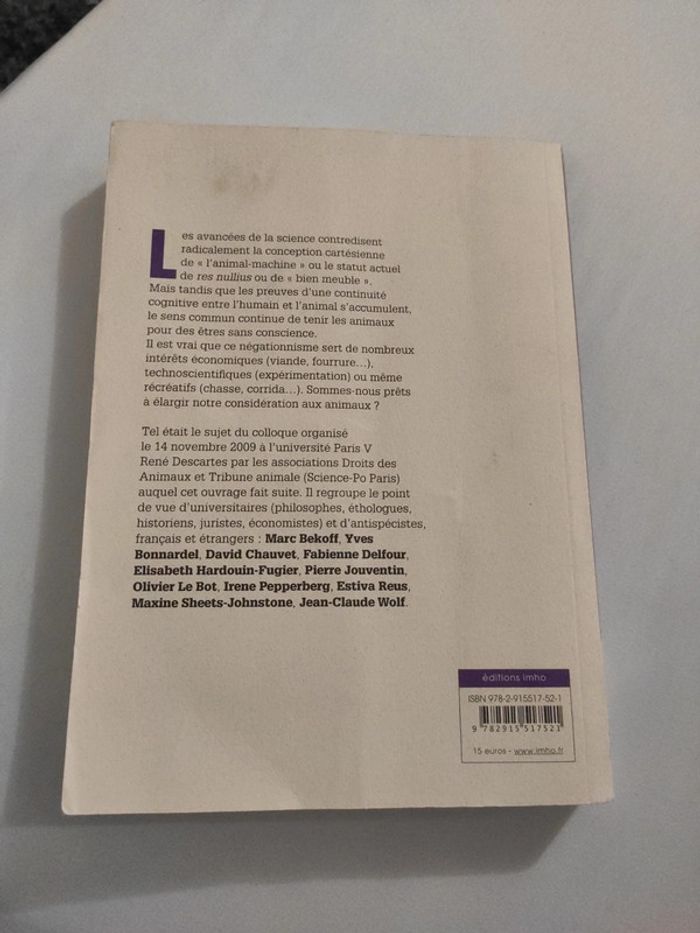 Les avancées de la science contredisent
radicalement la conception cartésienne
de « l'animal-machine » ou le statut actuel
de res nullius ou de « bien meuble ».
Mais tandis que les preuves d'une continuité
cognitive entre l'humain et l'animal s'accumulent,
le sens commun continue de tenir les animaux
pour des êtres sans conscience.
Il est vrai que ce négationnisme sert de nombreux
intérêts économiques (viande, fourrure...),
technoscientifiques (expérimentation) ou même
récréatifs (chasse, corrida...). Sommes-nous prêts
à élargir notre considération aux animaux ?
Tel était le sujet du colloque organisé
le 14 novembre 2009 à l'université Paris V
René Descartes par les associations Droits des
Animaux et Tribune animale (Science-Po Paris)
auquel cet ouvrage fait suite. Il regroupe le point
de vue d'universitaires (philosophes, éthologues,
historiens, juristes, économistes) et d'antispécistes,
français et étrangers : Marc Bekoff, Yves
Bonnardel, David Chauvet, Fabienne Delfour,
Elisabeth Hardouin-Fugier, Pierre Jouventin,
Olivier Le Bot, Irene Pepperberg, Estiva Reus,
Maxine Sheets-Johnstone, Jean-Claude Wolf.
éditions imho
ISBN 978-2-915517-52-1
9 782915 517521
15 euros - www.imho.fr